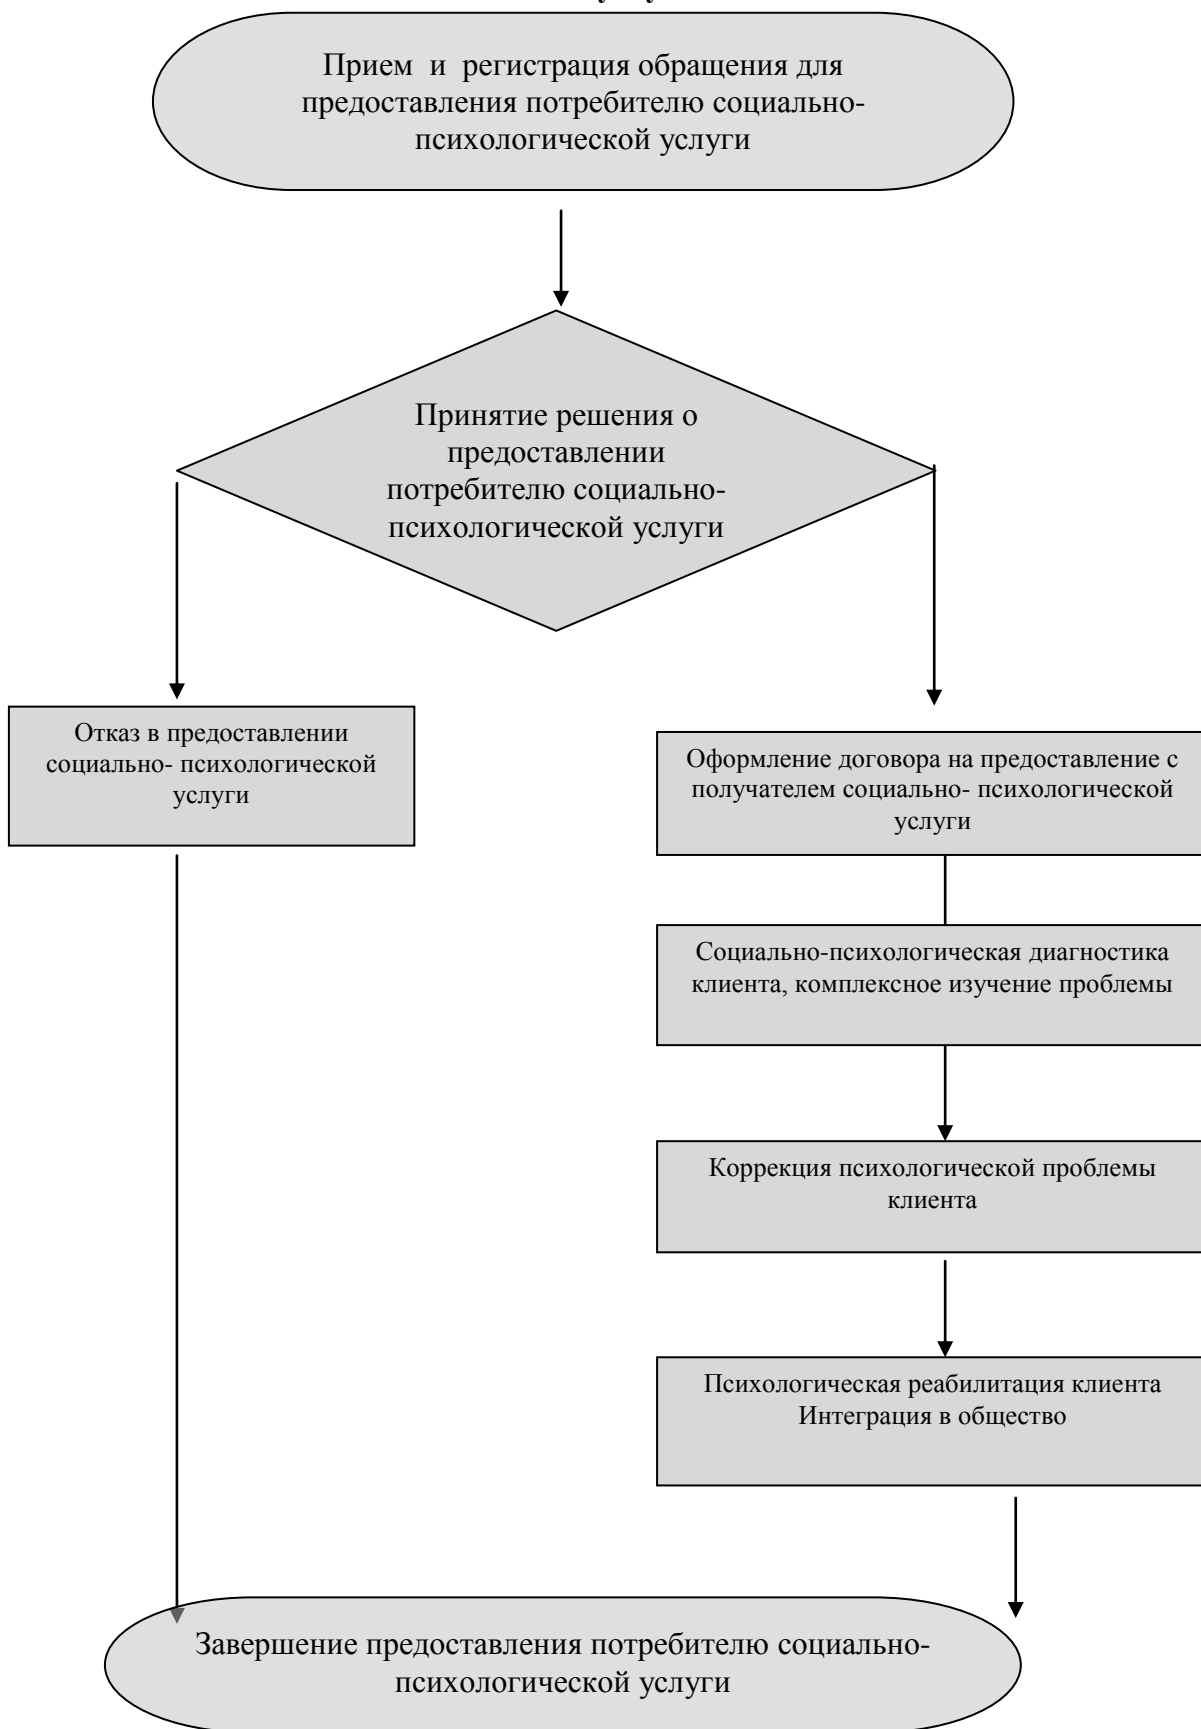 Прием и регистрация обращения для
предоставления потребителю социально-
психологической услуги
Принятие решения о
предоставлении
потребителю социально-
психологической услуги
Отказ в предоставлении
социально- психологической
услуги
Оформление договора на предоставление с
получателем социально- психологической
услуги
Социально-психологическая диагностика
клиента, комплексное изучение проблемы
Коррекция психологической проблемы
клиента
Психологическая реабилитация клиента
Интеграция в общество
Завершение предоставления потребителю социально-
психологической услуги